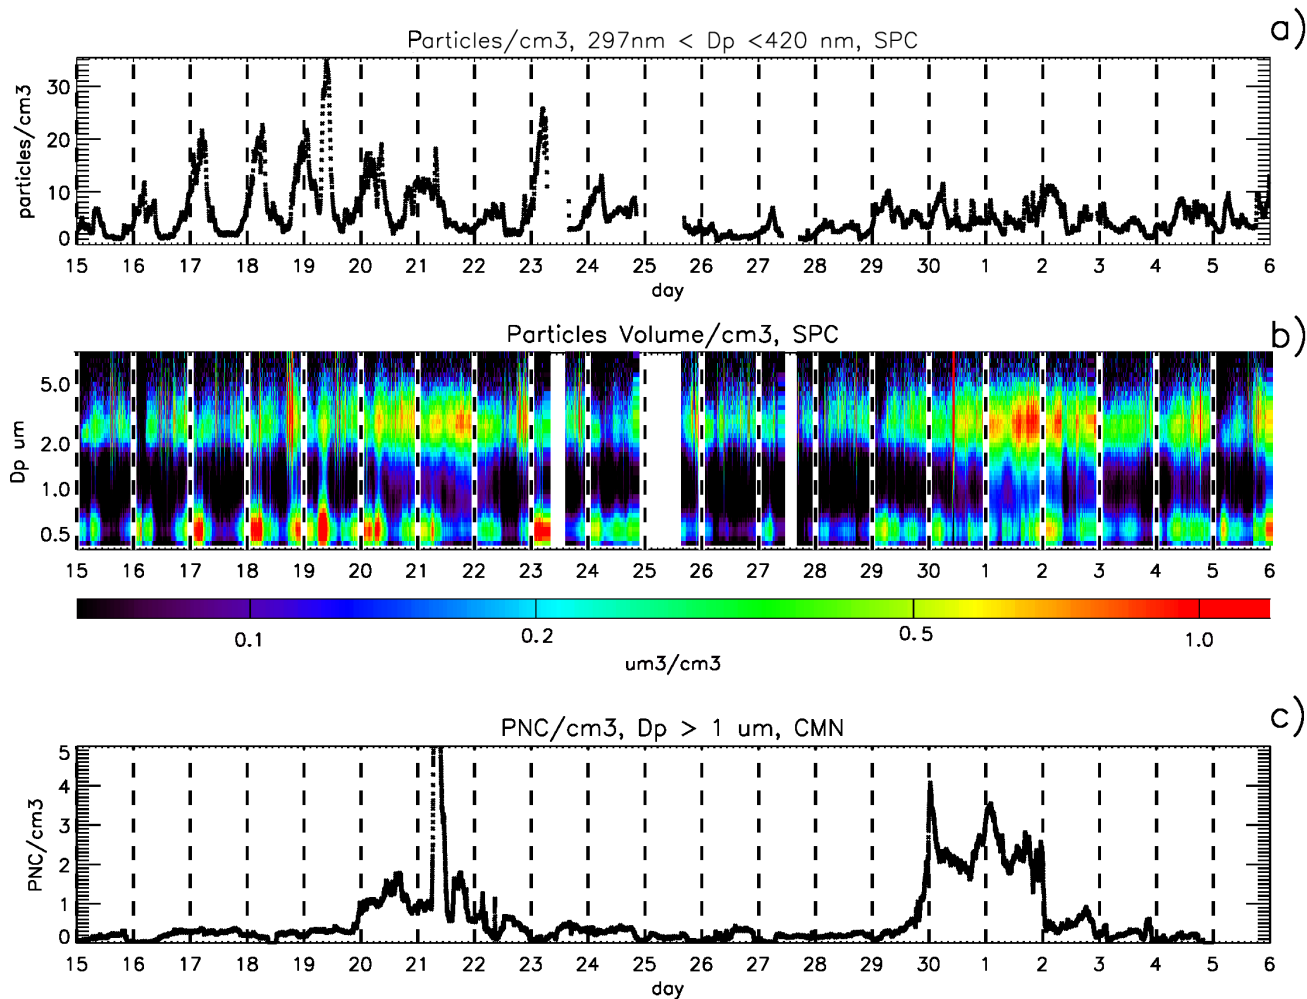 a)
Particles/cm3, 297nm < Dp <420 nm, SPC
particles/cm3
30
20
10
0
15 16 17 18 19 20 21 22 23 24 25 26 27 28 29 30 1 2 3 4 5 6
day
b)
Particles Volume/cm3, SPC
Dp um
5.0
2.0
1.0
0.5
15 16 17 18 19 20 21 22 23 24 25 26 27 28 29 30 1 2 3 4 5 6
0.1 0.2 0.5 1.0
um3/cm3
c)
PNC/cm3, Dp > 1 um, CMN
PNC/cm3
5
4
3
2
1
0
15 16 17 18 19 20 21 22 23 24 25 26 27 28 29 30 1 2 3 4 5 6
day